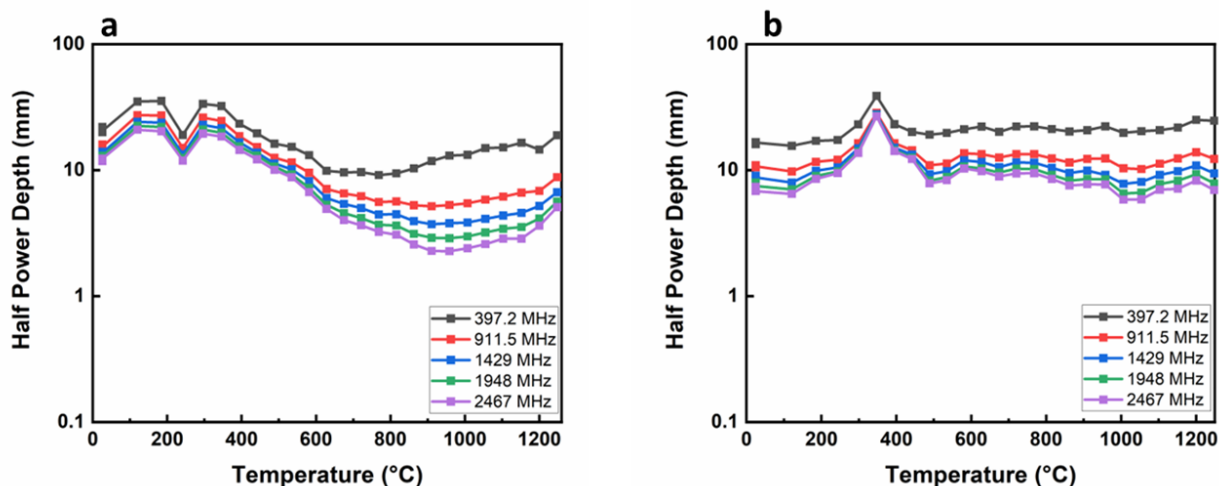 a
Half Power Depth (mm)
100
10
1
0.1
397.2 MHz
911.5 MHz
1429 MHz
1948 MHz
2467 MHz
0 200 400 600 800 1000 1200
Temperature (°C)
b
Half Power Depth (mm)
100
10
1
0.1
397.2 MHz
911.5 MHz
1429 MHz
1948 MHz
2467 MHz
0 200 400 600 800 1000 1200
Temperature (°C)